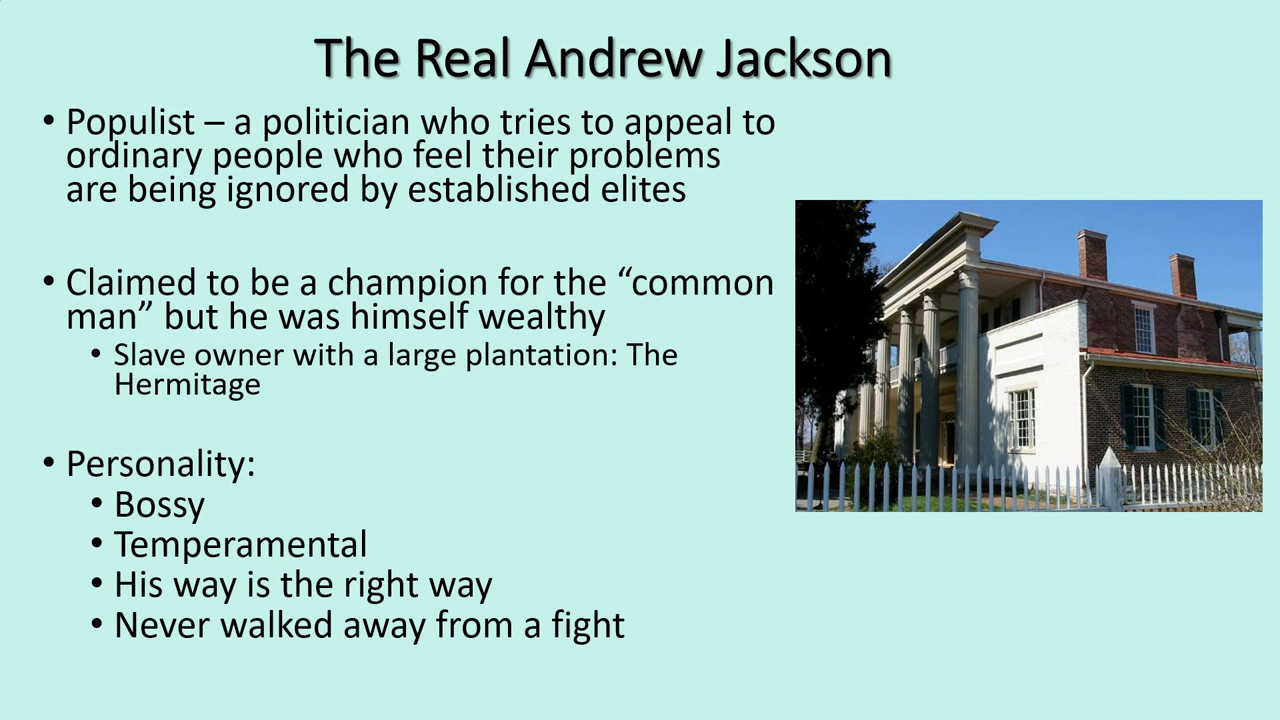 The Real Andrew Jackson
• Populist – a politician who tries to appeal to
ordinary people who feel their problems
are being ignored by established elites
• Claimed to be a champion for the “common
man” but he was himself wealthy
• Slave owner with a large plantation: The
Hermitage
• Personality:
• Bossy
• Temperamental
• His way is the right way
• Never walked away from a fight